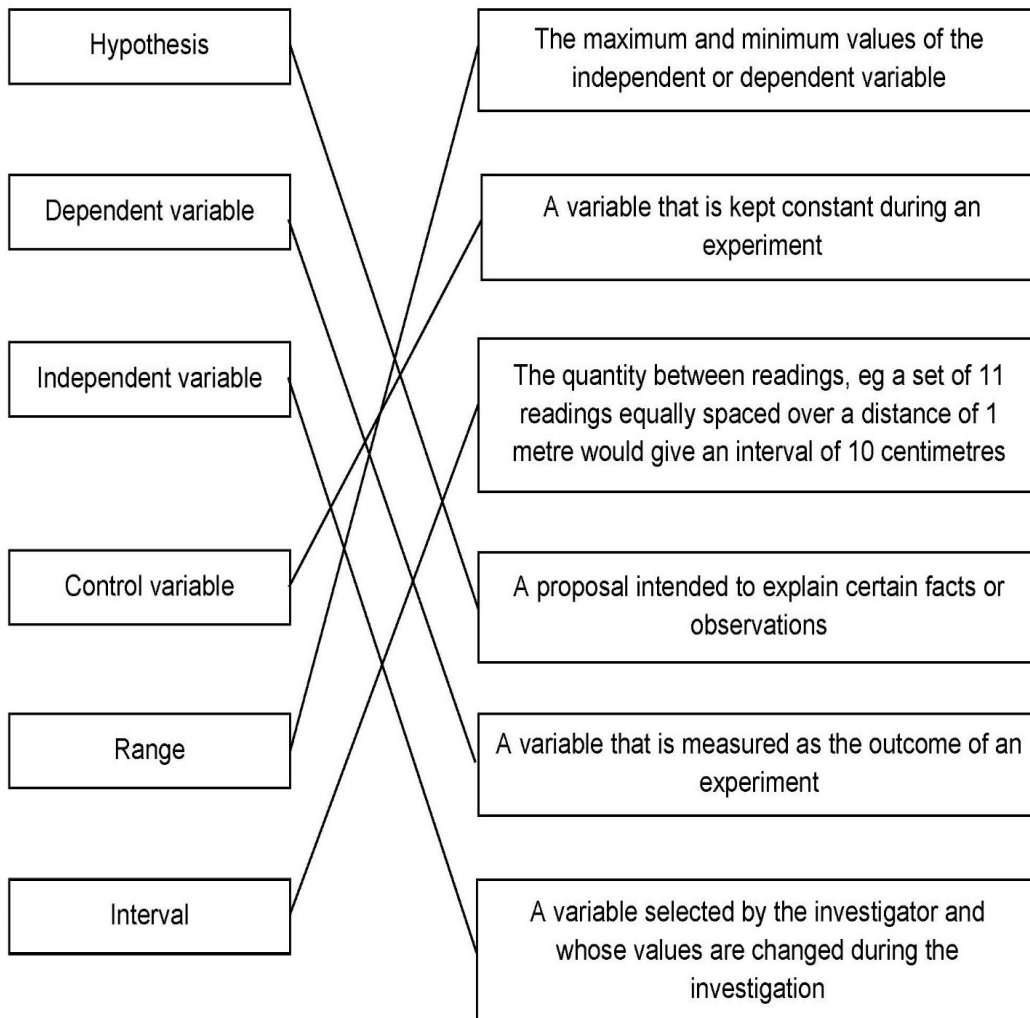 Hypothesis
The maximum and minimum values of the
independent or dependent variable
Dependent variable
A variable that is kept constant during an
experiment
Independent variable
The quantity between readings, eg a set of 11
readings equally spaced over a distance of 1
metre would give an interval of 10 centimetres
Control variable
A proposal intended to explain certain facts or
observations
Range
A variable that is measured as the outcome of an
experiment
Interval
A variable selected by the investigator and
whose values are changed during the
investigation